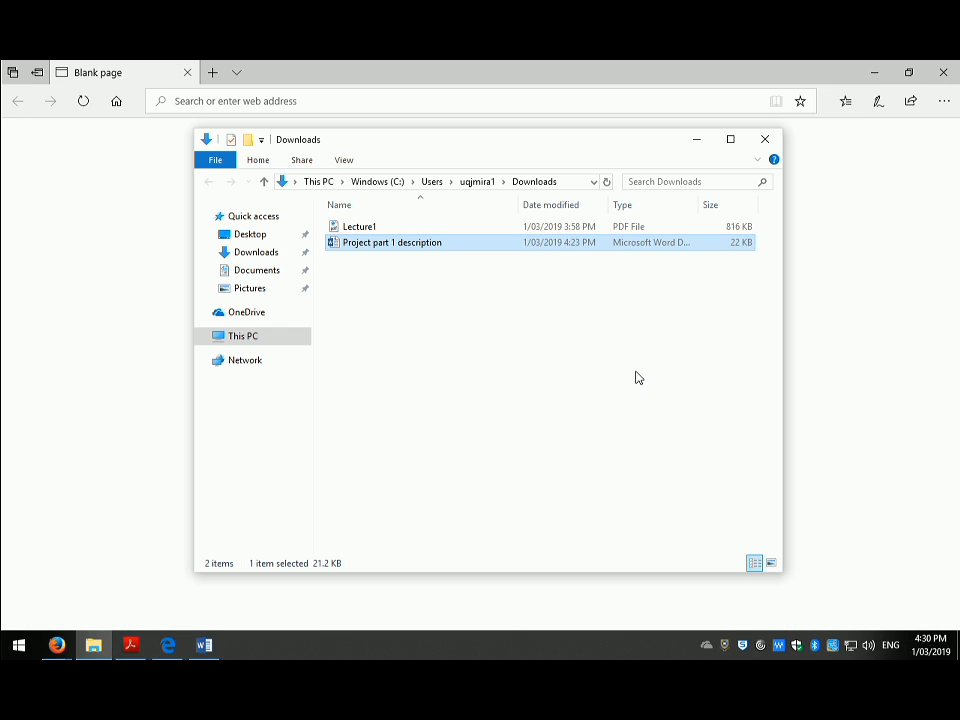 Blank page
Search or enter web address
Downloads
File Home Share View
This PC Windows (C:) Users uqjmira1 Downloads Search Downloads
Name Date modified Type Size
Quick access
Desktop
Downloads
Documents
Pictures
OneDrive
This PC
Network
Lecture1 1/03/2019 3:58 PM PDF File 816 KB
Project part 1 description 1/03/2019 4:23 PM Microsoft Word D... 22 KB
2 items 1 item selected 21.2 KB
ENG
4:30 PM
1/03/2019